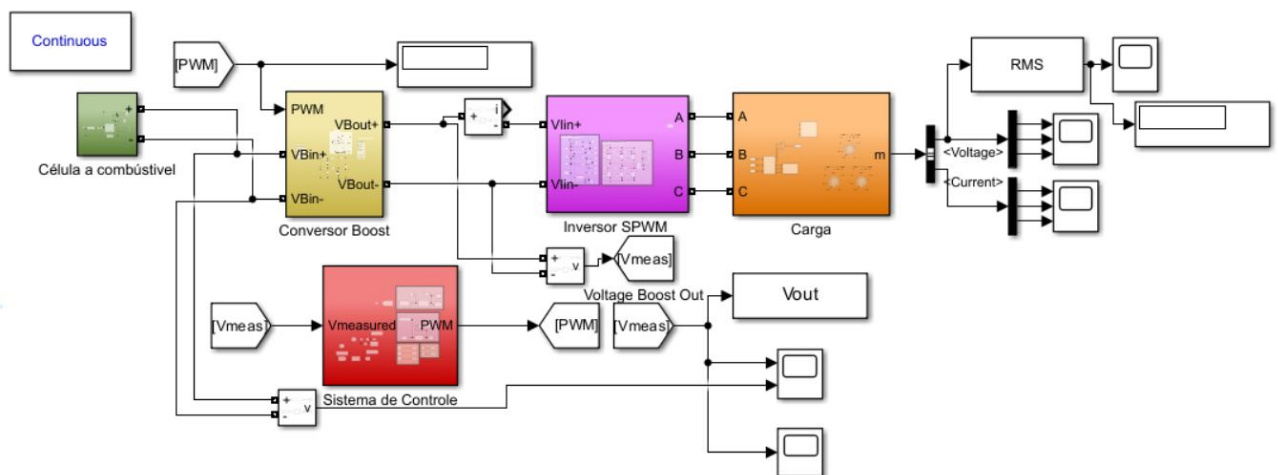 Continuous
[PWM]
RMS
Célula a combústivel
PWM
VBin+
VBin-
VBout+
VBout-
Conversor Boost
+
-
i
VIin+
VIin-
A
B
C
Inversor SPWM
A
B
C
m
Carga
<Voltage>
<Current>
+
-
v
[Vmeas]
Voltage Boost Out
[Vmeas]
Vmeasured
PWM
Sistema de Controle
[PWM]
[Vmeas]
Vout
+
-
v